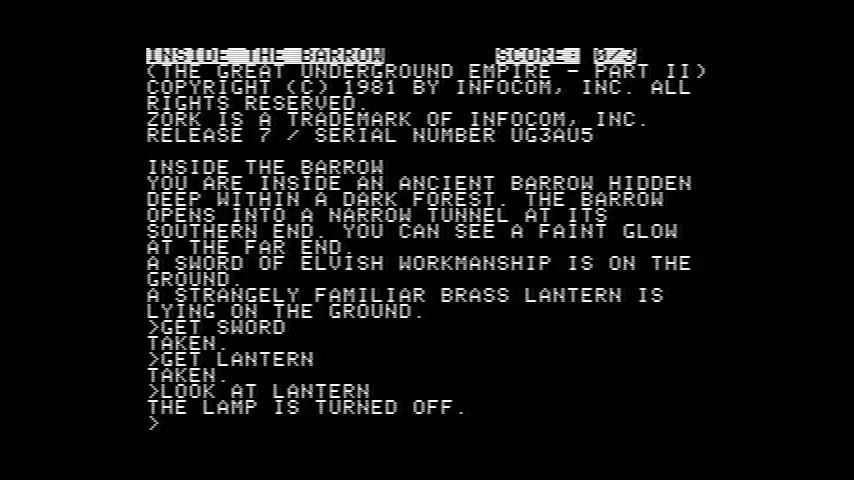 INSIDE THE BARROW SCORE: 0/3
(THE GREAT UNDERGROUND EMPIRE - PART II)
COPYRIGHT (C) 1981 BY INFOCOM, INC. ALL
RIGHTS RESERVED.
ZORK IS A TRADEMARK OF INFOCOM, INC.
RELEASE 7 / SERIAL NUMBER UG3AU5
INSIDE THE BARROW
YOU ARE INSIDE AN ANCIENT BARROW HIDDEN
DEEP WITHIN A DARK FOREST. THE BARROW
OPENS INTO A NARROW TUNNEL AT ITS
SOUTHERN END. YOU CAN SEE A FAINT GLOW
AT THE FAR END.
A SWORD OF ELVISH WORKMANSHIP IS ON THE
GROUND.
A STRANGELY FAMILIAR BRASS LANTERN IS
LYING ON THE GROUND.
>GET SWORD
TAKEN.
>GET LANTERN
TAKEN.
>LOOK AT LANTERN
THE LAMP IS TURNED OFF.
>